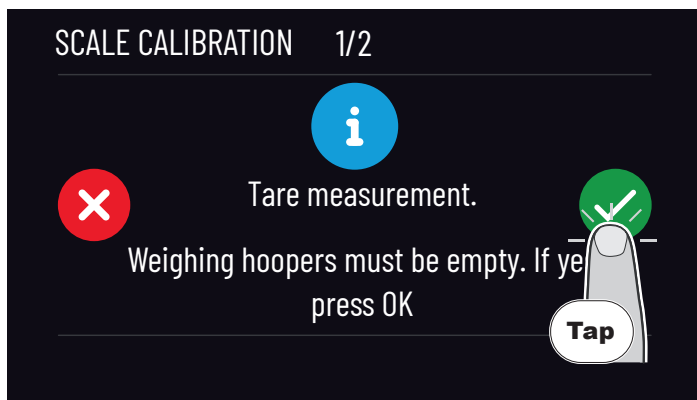 SCALE CALIBRATION 1/2
i
Tare measurement.
Weighing hoopers must be empty. If ye
press OK
Tap